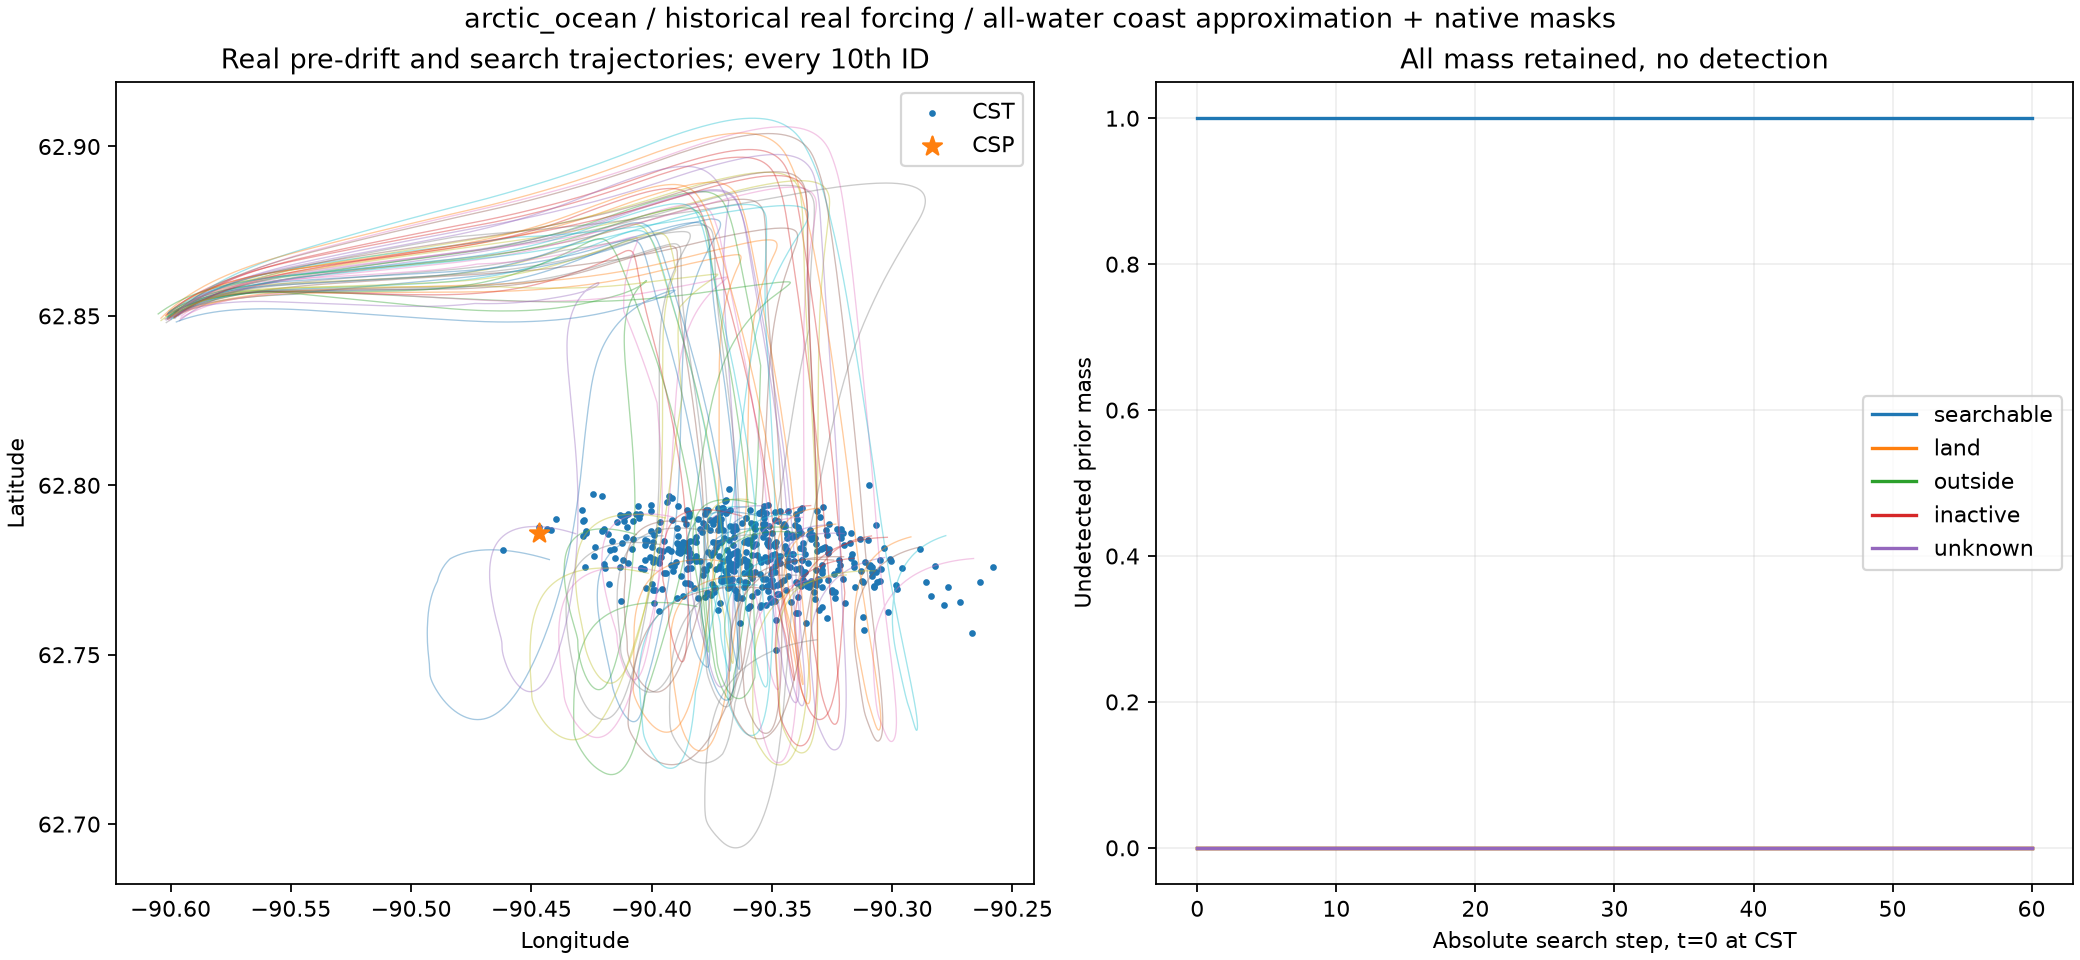 arctic_ocean / historical real forcing / all-water coast approximation + native masks
Real pre-drift and search trajectories; every 10th ID
CST
CSP
Latitude
62.90
62.85
62.80
62.75
62.70
−90.60
−90.55
−90.50
−90.45
−90.40
−90.35
−90.30
−90.25
Longitude
All mass retained, no detection
Undetected prior mass
1.0
0.8
0.6
0.4
0.2
0.0
searchable
land
outside
inactive
unknown
0
10
20
30
40
50
60
Absolute search step, t=0 at CST